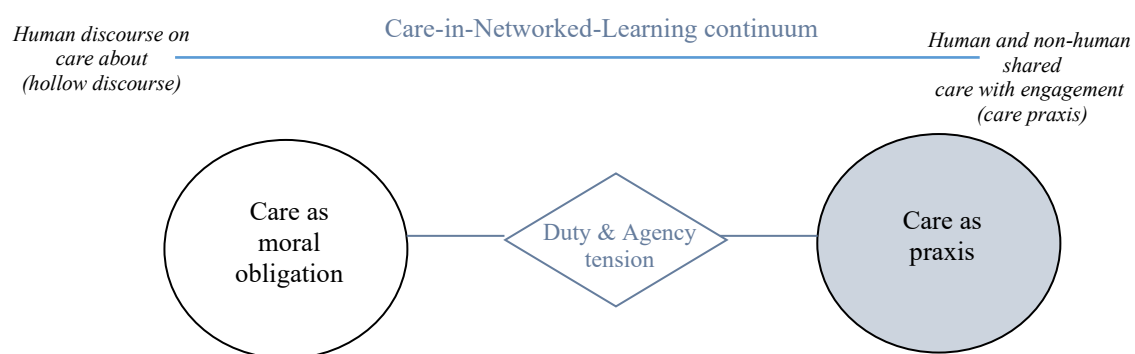 Human discourse on
care about
(hollow discourse)
Care-in-Networked-Learning continuum
Human and non-human
shared
care with engagement
(care praxis)
Care as
moral
obligation
Duty & Agency
tension
Care as
praxis